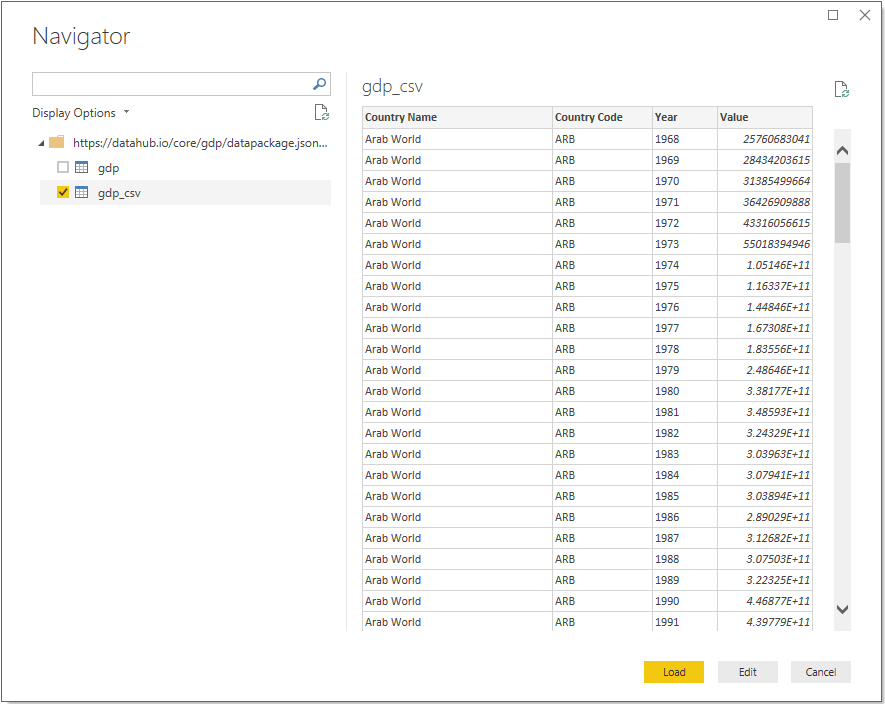 Navigator
Display Options
https://datahub.io/core/gdp/datapackage.json...
gdp
gdp_csv
gdp_csv
Country Name Country Code Year Value
Arab World ARB 1968 25760683041
Arab World ARB 1969 28434203615
Arab World ARB 1970 31385499664
Arab World ARB 1971 36426909888
Arab World ARB 1972 43316056615
Arab World ARB 1973 55018394946
Arab World ARB 1974 1.05146E+11
Arab World ARB 1975 1.16337E+11
Arab World ARB 1976 1.44846E+11
Arab World ARB 1977 1.67308E+11
Arab World ARB 1978 1.83556E+11
Arab World ARB 1979 2.48646E+11
Arab World ARB 1980 3.38177E+11
Arab World ARB 1981 3.48593E+11
Arab World ARB 1982 3.24329E+11
Arab World ARB 1983 3.03963E+11
Arab World ARB 1984 3.07941E+11
Arab World ARB 1985 3.03894E+11
Arab World ARB 1986 2.89029E+11
Arab World ARB 1987 3.12682E+11
Arab World ARB 1988 3.07503E+11
Arab World ARB 1989 3.22325E+11
Arab World ARB 1990 4.46877E+11
Arab World ARB 1991 4.39779E+11
Load Edit Cancel